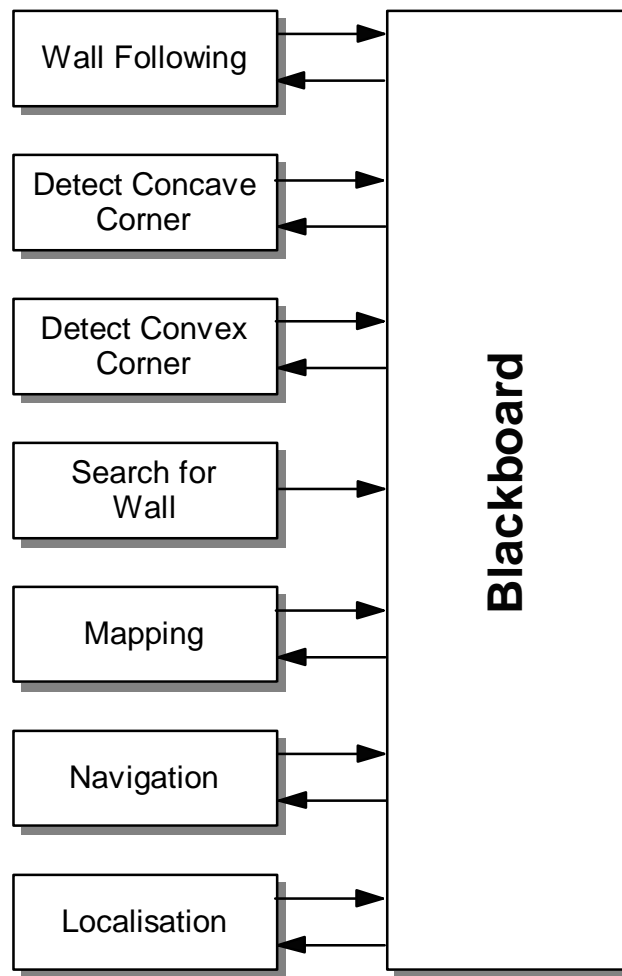 Wall Following
Detect Concave
Corner
Detect Convex
Corner
Search for
Wall
Mapping
Navigation
Localisation
Blackboard